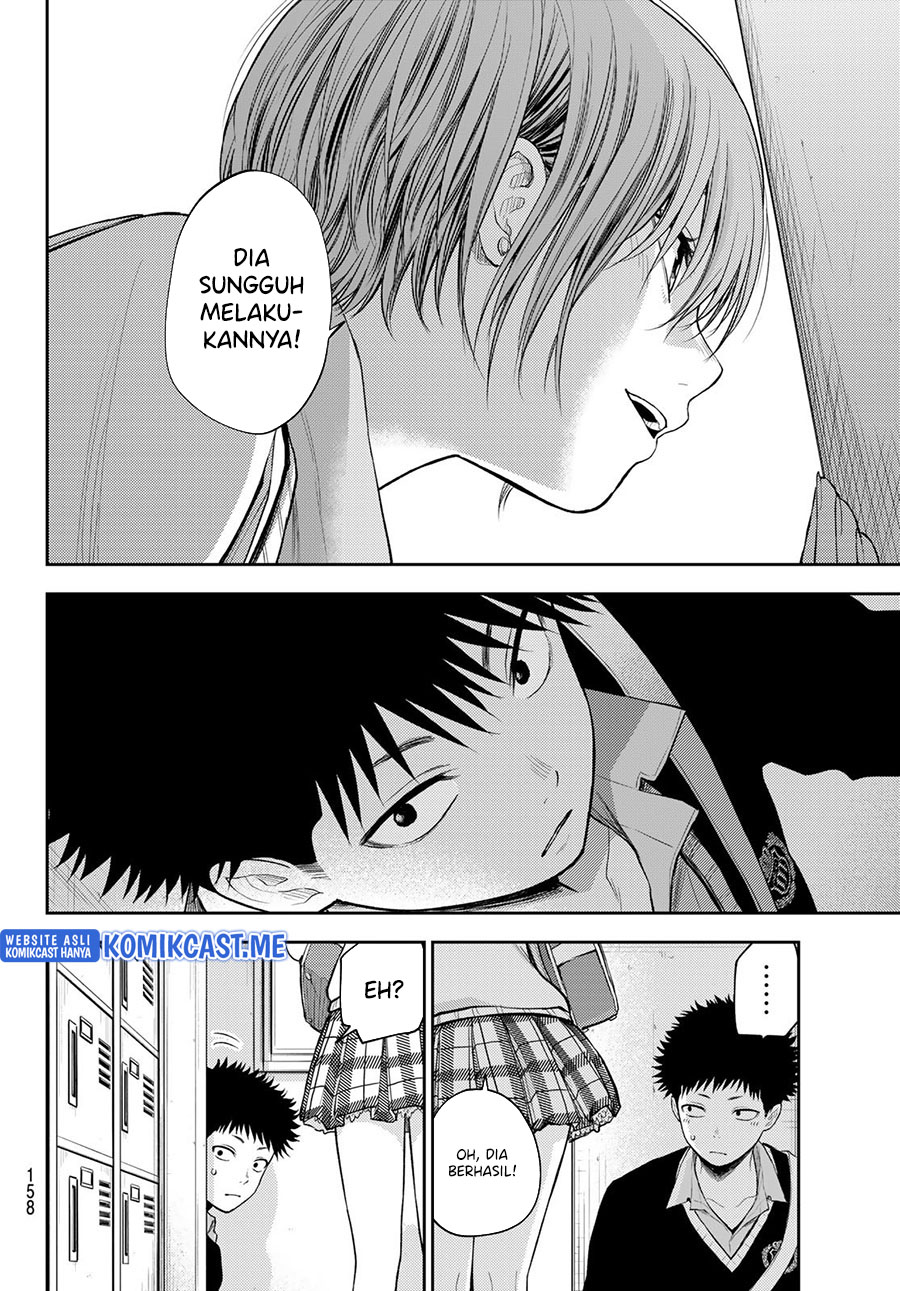 DIA
SUNGGUH
MELAKU-
KANNYA!
WEBSITE ASLI
KOMIKCAST HANYA
KOMIKCAST.ME
.......
EH?
OH, DIA
BERHASIL!
158